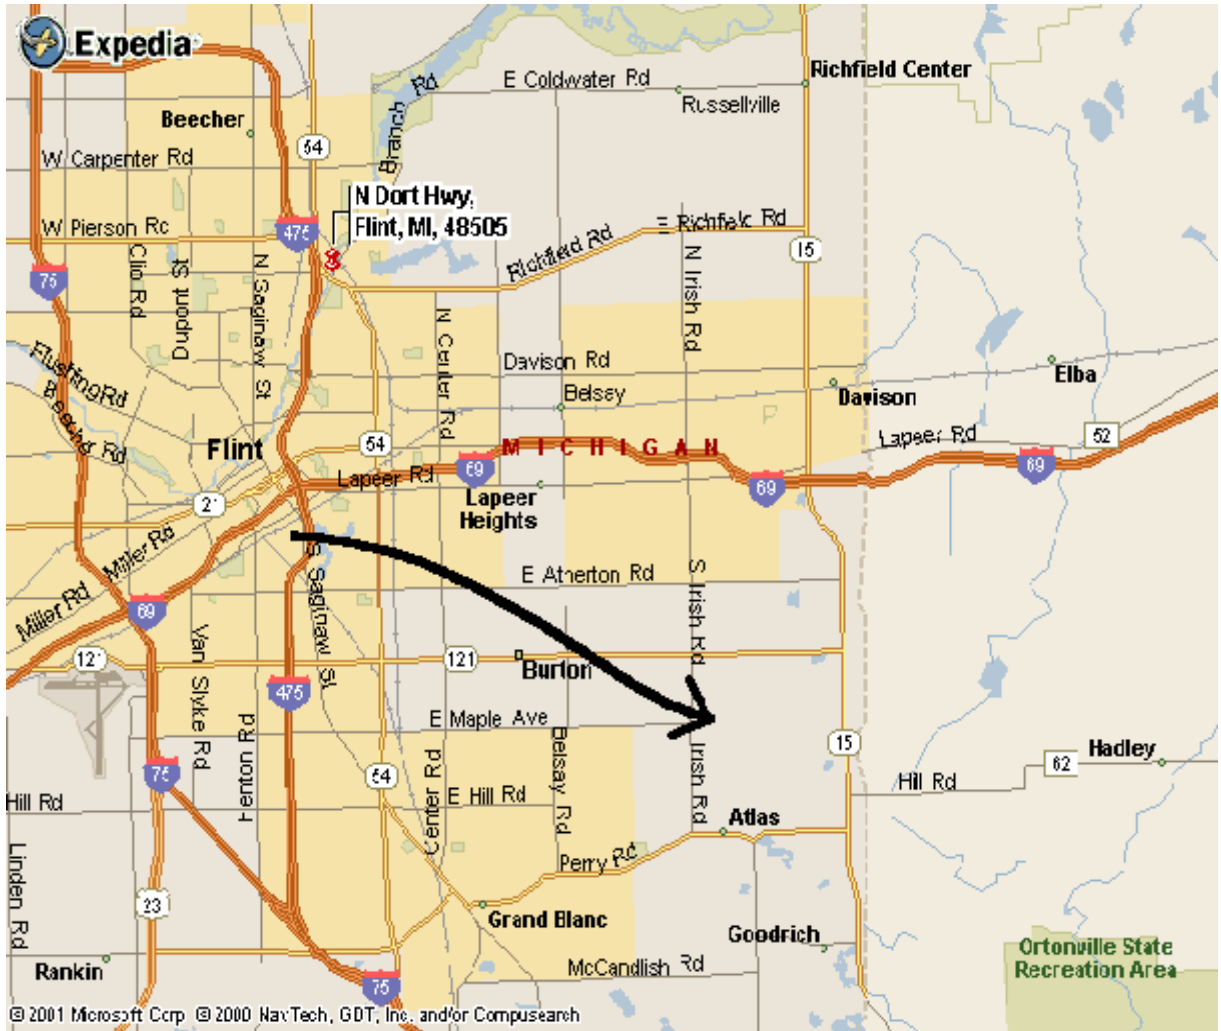 Expedia
E Coldwater Rd
Richfield Center
Russellville
Beecher
54
Branch Rd
W Carpenter Rd
N Dort Hwy,
Flint, MI, 48505
W Pierson Rd
475
E Richfield Rd
Richfield Rd
15
75
Clio Rd
Dupont St
N Saginaw St
N Irish Rd
N Center Rd
Davison Rd
Elba
Flushing Rd
Beecher Rd
Belsay
Davison
Flint
54
MICHIGAN
Lapeer Rd
52
Lapeer Rd
69
69
69
21
Lapeer
Heights
Miller Rd
S Saginaw St
E Atherton Rd
S Irish Rd
Miller Rd
69
Van Slyke Rd
121
121
Burton
475
E Maple Ave
Fenton Rd
Belsay Rd
Irish Rd
15
Hadley
75
54
62
Hill Rd
E Hill Rd
Hill Rd
Center Rd
Atlas
Linden Rd
Perry Rd
23
Grand Blanc
Goodrich
Rankin
McCandlish Rd
Ortonville State
Recreation Area
75
© 2001 Microsoft Corp © 2000 NavTech, GDT, Inc. and/or Compusearch